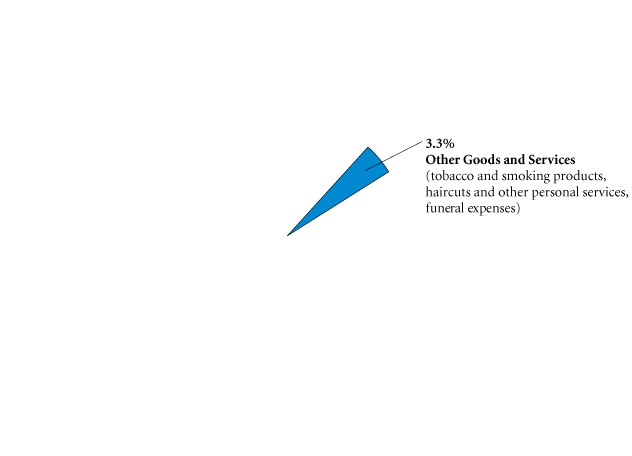 3.3%
Other Goods and Services
(tobacco and smoking products,
haircuts and other personal services,
funeral expenses)